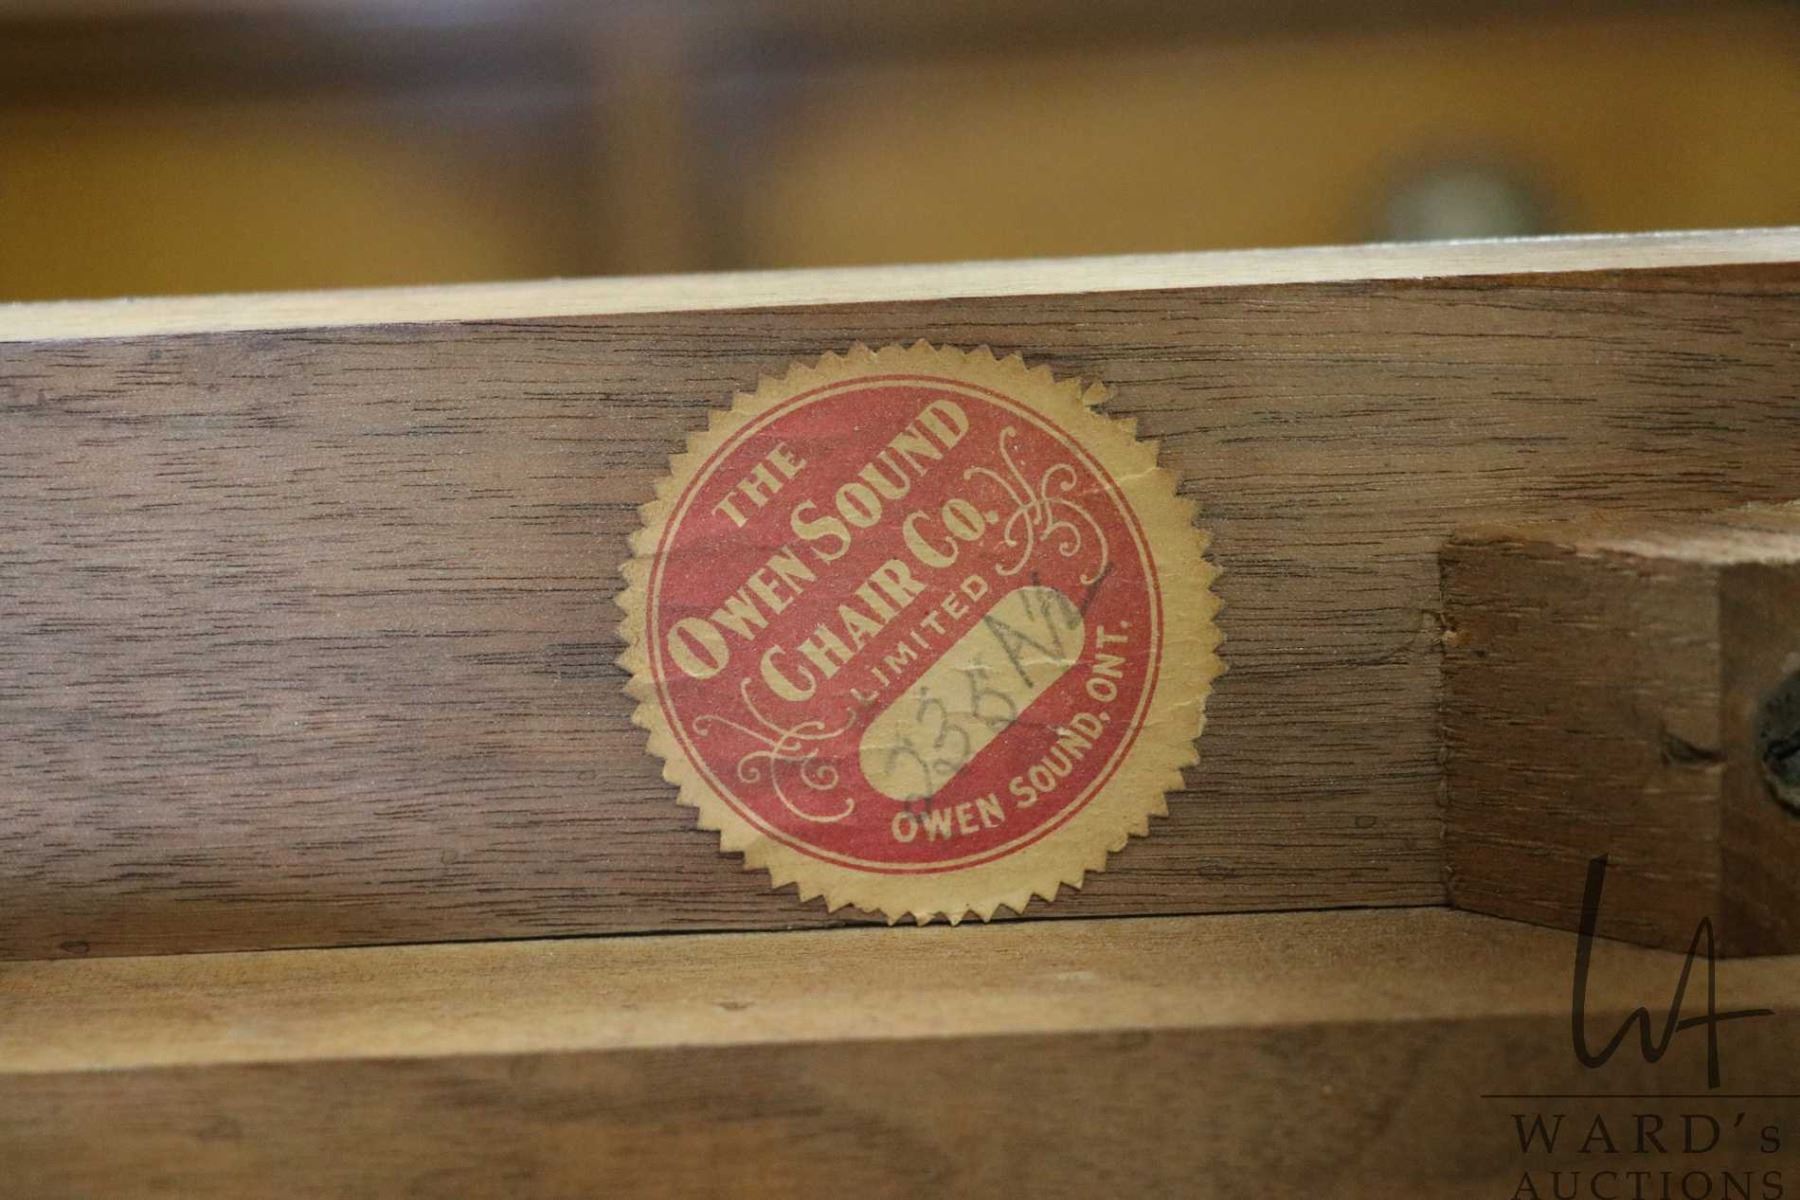 THE
OWEN SOUND
CHAIR CO.
LIMITED
OWEN SOUND, ONT.
WARD's
AUCTIONS